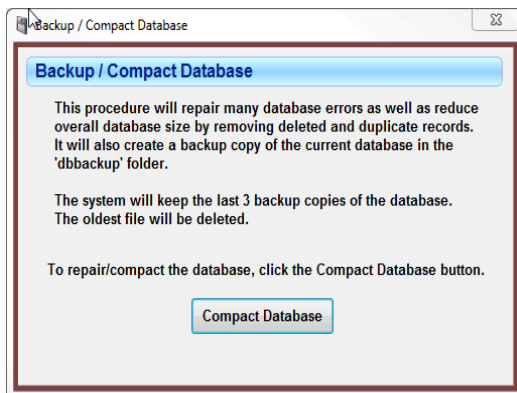 Backup / Compact Database
Backup / Compact Database
This procedure will repair many database errors as well as reduce
overall database size by removing deleted and duplicate records.
It will also create a backup copy of the current database in the
'dbbackup' folder.
The system will keep the last 3 backup copies of the database.
The oldest file will be deleted.
To repair/compact the database, click the Compact Database button.
Compact Database